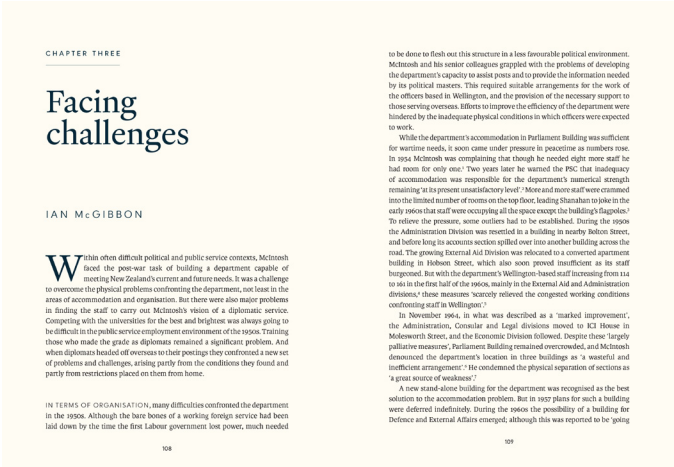 CHAPTER THREE
Facing
challenges
IAN McGIBBON
Within often difficult political and public service contexts, McIntosh
faced the post-war task of building a department capable of
meeting New Zealand's current and future needs. It was a challenge
to overcome the physical problems confronting the department, not least in the
areas of accommodation and organisation. But there were also major problems
in finding the staff to carry out McIntosh's vision of a diplomatic service.
Competing with the universities for the best and brightest was always going to
be difficult in the public service employment environment of the 1950s. Training
those who made the grade as diplomats remained a significant problem. And
when diplomats headed off overseas to their postings they confronted a new set
of problems and challenges, arising partly from the conditions they found and
partly from restrictions placed on them from home.
IN TERMS OF ORGANISATION, many difficulties confronted the department
in the 1950s. Although the bare bones of a working foreign service had been
laid down by the time the first Labour government lost power, much needed
108
to be done to flesh out this structure in a less favourable political environment.
McIntosh and his senior colleagues grappled with the problems of developing
the department's capacity to assist posts and to provide the information needed
by its political masters. This required suitable arrangements for the work of
the officers based in Wellington, and the provision of the necessary support to
those serving overseas. Efforts to improve the efficiency of the department were
hindered by the inadequate physical conditions in which officers were expected
to work.
While the department's accommodation in Parliament Building was sufficient
for wartime needs, it soon came under pressure in peacetime as numbers rose.
In 1954 McIntosh was complaining that though he needed eight more staff he
had room for only one.¹ Two years later he warned the PSC that inadequacy
of accommodation was responsible for the department's numerical strength
remaining 'at its present unsatisfactory level'.² More and more staff were crammed
into the limited number of rooms on the top floor, leading Shanahan to joke in the
early 1960s that staff were occupying all the space except the building's flagpoles.³
To relieve the pressure, some outliers had to be established. During the 1950s
the Administration Division was resettled in a building in nearby Bolton Street,
and before long its accounts section spilled over into another building across the
road. The growing External Aid Division was relocated to a converted apartment
building in Hobson Street, which also soon proved insufficient as its staff
burgeoned. But with the department's Wellington-based staff increasing from 114
to 161 in the first half of the 1960s, mainly in the External Aid and Administration
divisions,⁴ these measures 'scarcely relieved the congested working conditions
confronting staff in Wellington'.⁵
In November 1964, in what was described as a 'marked improvement',
the Administration, Consular and Legal divisions moved to ICI House in
Molesworth Street, and the Economic Division followed. Despite these 'largely
palliative measures', Parliament Building remained overcrowded, and McIntosh
denounced the department's location in three buildings as 'a wasteful and
inefficient arrangement'.⁶ He condemned the physical separation of sections as
'a great source of weakness'.⁷
A new stand-alone building for the department was recognised as the best
solution to the accommodation problem. But in 1957 plans for such a building
were deferred indefinitely. During the 1960s the possibility of a building for
Defence and External Affairs emerged; although this was reported to be 'going
109